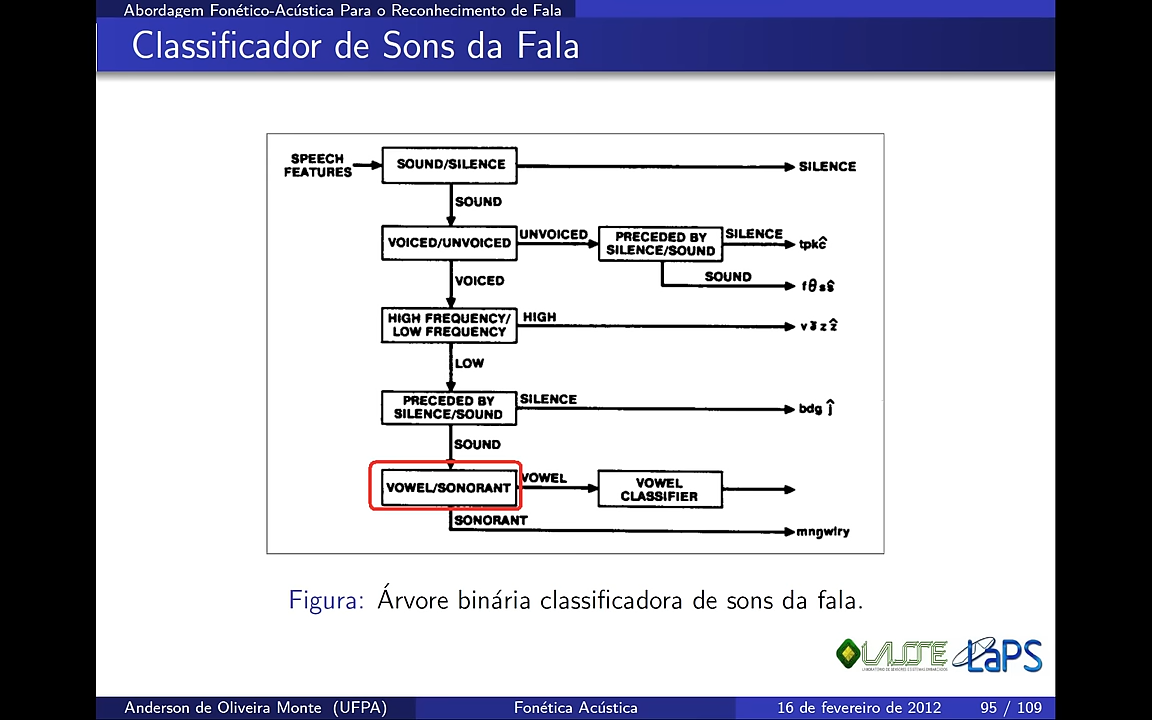 Abordagem Fonético-Acústica Para o Reconhecimento de Fala
Classificador de Sons da Fala
SPEECH
FEATURES
SOUND/SILENCE
SILENCE
SOUND
VOICED/UNVOICED
UNVOICED
PRECEDED BY
SILENCE/SOUND
SILENCE
tpkĉ
SOUND
fθsŝ
VOICED
HIGH FREQUENCY/
LOW FREQUENCY
HIGH
LOW
PRECEDED BY
SILENCE/SOUND
SILENCE
bdg ĵ
SOUND
VOWEL/SONORANT
VOWEL
VOWEL
CLASSIFIER
SONORANT
mnŋwlry
Figura: Árvore binária classificadora de sons da fala.
LASSE
LaPS
Anderson de Oliveira Monte (UFPA)
Fonética Acústica
16 de fevereiro de 2012
95 / 109